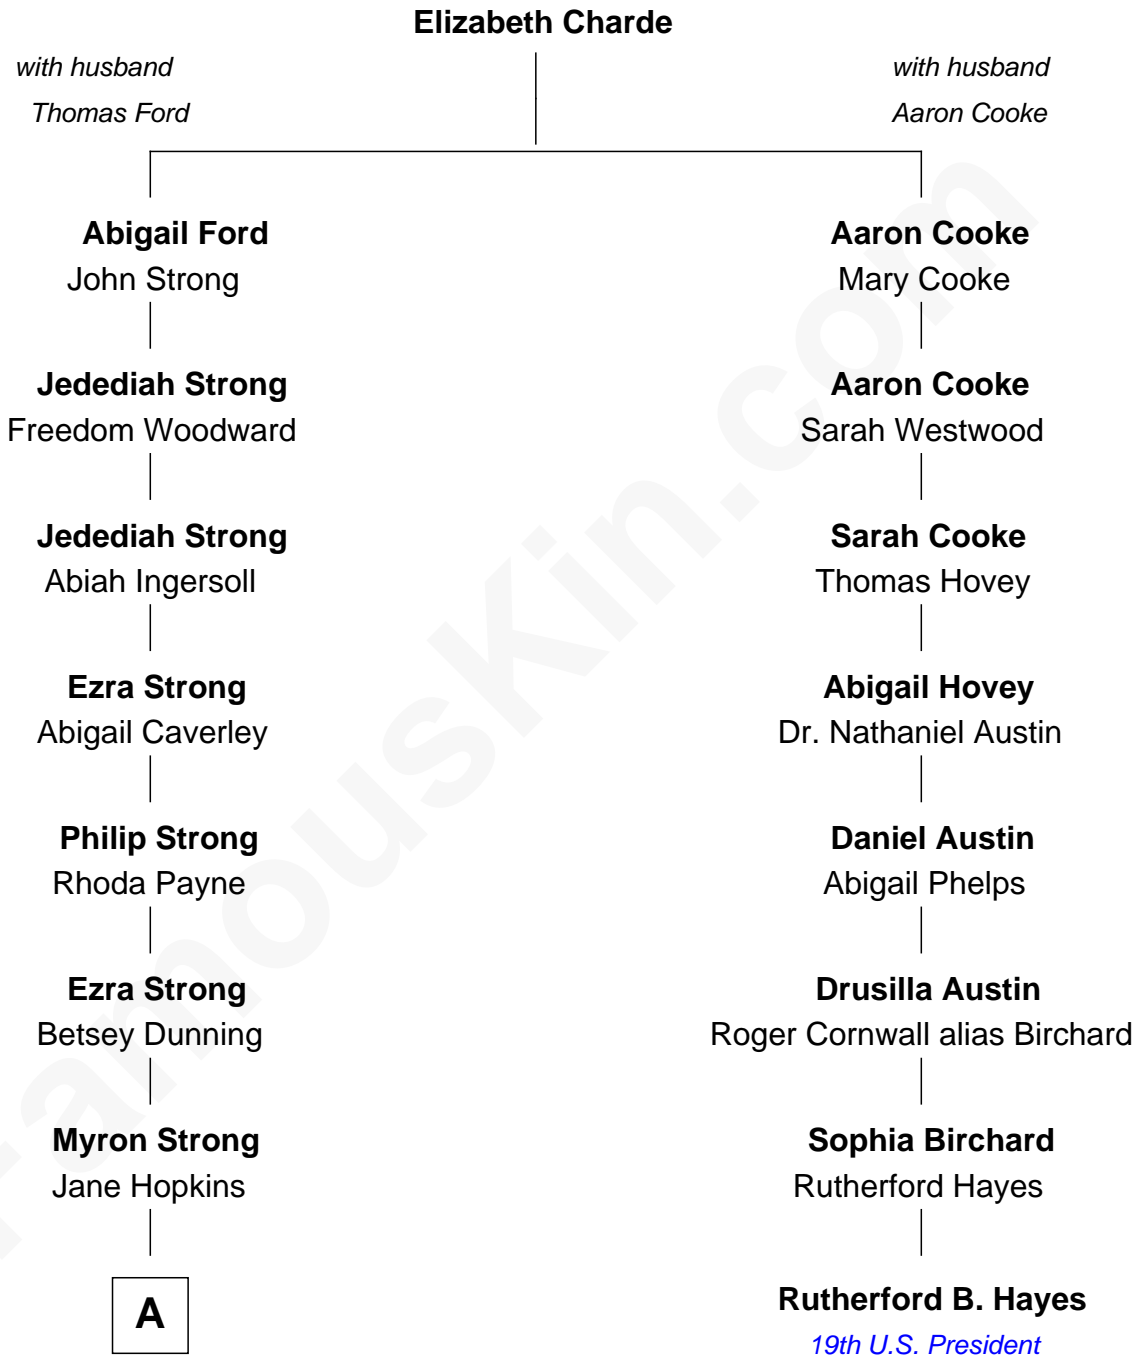 Elizabeth Charde
with husband
Thomas Ford
with husband
Aaron Cooke
Abigail Ford
John Strong
Aaron Cooke
Mary Cooke
Jedediah Strong
Freedom Woodward
Aaron Cooke
Sarah Westwood
Jedediah Strong
Abiah Ingersoll
Sarah Cooke
Thomas Hovey
Ezra Strong
Abigail Caverley
Abigail Hovey
Dr. Nathaniel Austin
Philip Strong
Rhoda Payne
Daniel Austin
Abigail Phelps
Ezra Strong
Betsey Dunning
Drusilla Austin
Roger Cornwall alias Birchard
Myron Strong
Jane Hopkins
Sophia Birchard
Rutherford Hayes
A
Rutherford B. Hayes
19th U.S. President
FamousKin.com